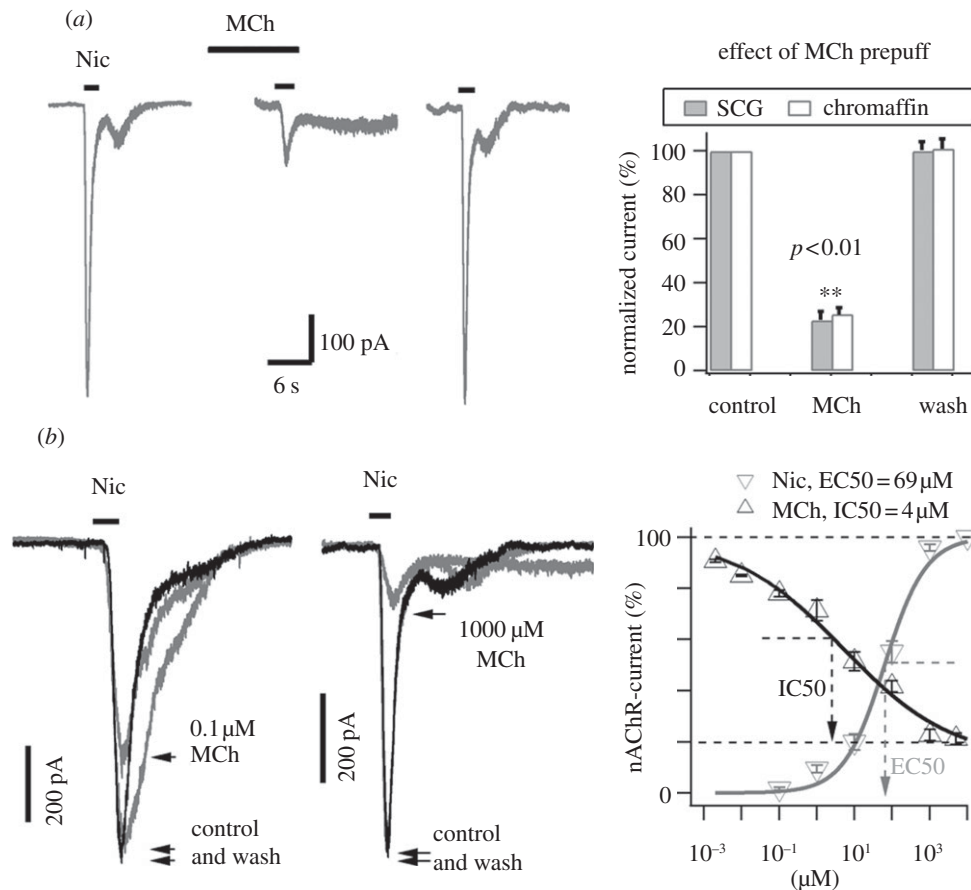 (a)
Nic
MCh
100 pA
6 s
effect of MCh prepuff
SCG chromaffin
normalized current (%)
100
80
60
40
20
0
p<0.01
**
control MCh wash
(b)
Nic
0.1 μM
MCh
control
and wash
200 pA
Nic
1000 μM
MCh
control
and wash
200 pA
Nic, EC50=69 μM
MCh, IC50=4 μM
nAChR-current (%)
100
0
IC50
EC50
10⁻³ 10⁻¹ 10¹ 10³
(μM)